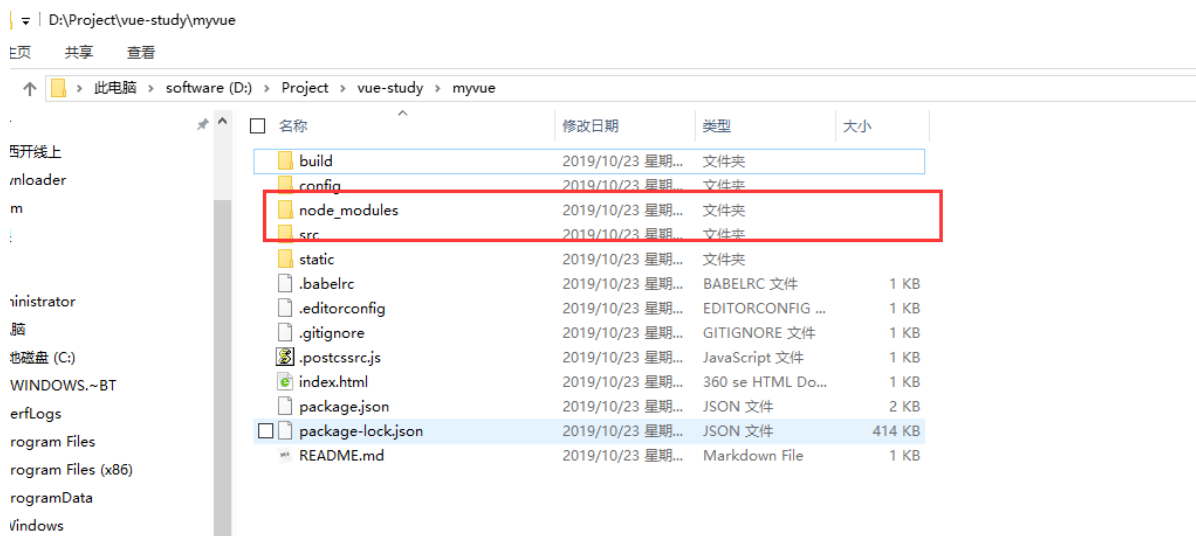 D:\Project\vue-study\myvue
主页 共享 查看
此电脑 > software (D:) > Project > vue-study > myvue
名称 修改日期 类型 大小
西开线上
wnloader
m
build 2019/10/23 星期... 文件夹
config 2019/10/23 星期... 文件夹
node_modules 2019/10/23 星期... 文件夹
src 2019/10/23 星期... 文件夹
static 2019/10/23 星期... 文件夹
.babelrc 2019/10/23 星期... BABELRC 文件 1 KB
.editorconfig 2019/10/23 星期... EDITORCONFIG ... 1 KB
.gitignore 2019/10/23 星期... GITIGNORE 文件 1 KB
.postcssrc.js 2019/10/23 星期... JavaScript 文件 1 KB
index.html 2019/10/23 星期... 360 se HTML Do... 1 KB
package.json 2019/10/23 星期... JSON 文件 2 KB
package-lock.json 2019/10/23 星期... JSON 文件 414 KB
README.md 2019/10/23 星期... Markdown File 1 KB
ministrator
脑
地磁盘 (C:)
WINDOWS.~BT
erfLogs
rogram Files
rogram Files (x86)
rogramData
Windows